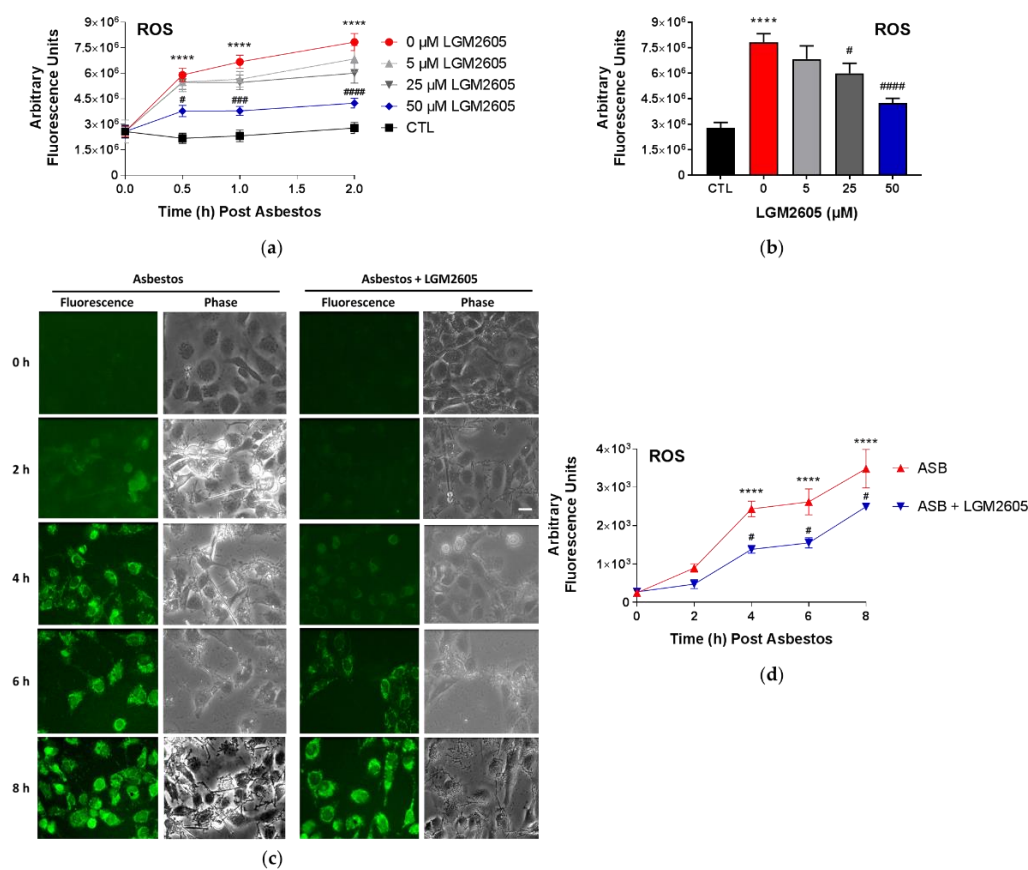 ROS
Arbitrary
Fluorescence Units
9×10⁶
7.5×10⁶
6×10⁶
4.5×10⁶
3×10⁶
1.5×10⁶
0
****
****
****
#
###
####
0.0
0.5
1.0
1.5
2.0
Time (h) Post Asbestos
0 µM LGM2605
5 µM LGM2605
25 µM LGM2605
50 µM LGM2605
CTL
(a)
ROS
Arbitrary
Fluorescence Units
9×10⁶
7.5×10⁶
6×10⁶
4.5×10⁶
3×10⁶
1.5×10⁶
0
****
#
####
CTL 0 5 25 50
LGM2605 (µM)
(b)
Asbestos
Asbestos + LGM2605
Fluorescence Phase Fluorescence Phase
0 h
2 h
4 h
6 h
8 h
(c)
ROS
Arbitrary
Fluorescence Units
4×10³
3×10³
2×10³
1×10³
0
****
****
****
#
#
#
0 2 4 6 8
Time (h) Post Asbestos
ASB
ASB + LGM2605
(d)